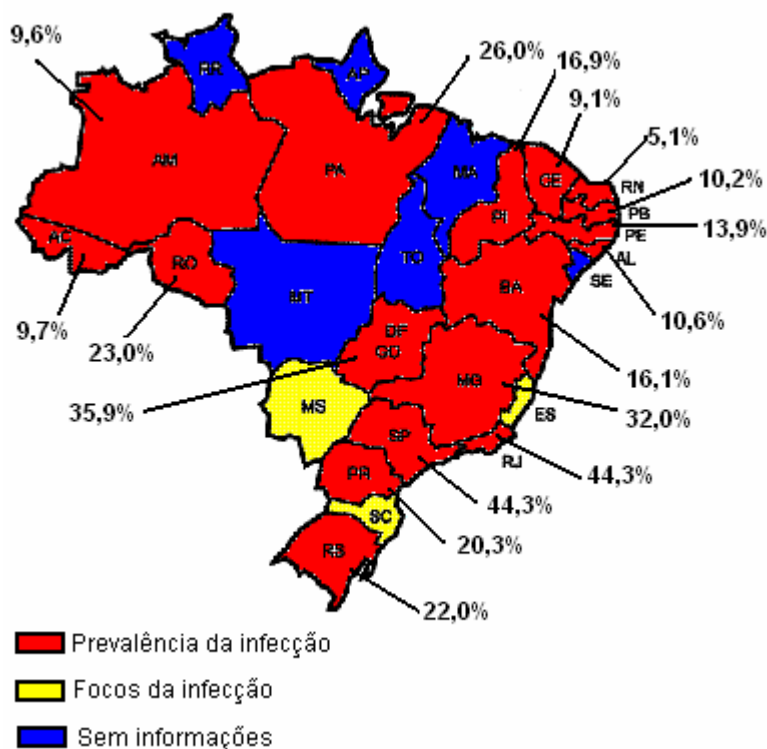 9,6%
RR
AP
26,0%
16,9%
9,1%
5,1%
AM
PA
MA
CE
RN
10,2%
PI
PB
PE
13,9%
AC
RO
TO
AL
SE
BA
MT
10,6%
9,7%
23,0%
DF
GO
16,1%
MG
35,9%
MS
ES
32,0%
SP
RJ
44,3%
PR
44,3%
SC
20,3%
RS
22,0%
Prevalência da infecção
Focos da infecção
Sem informações